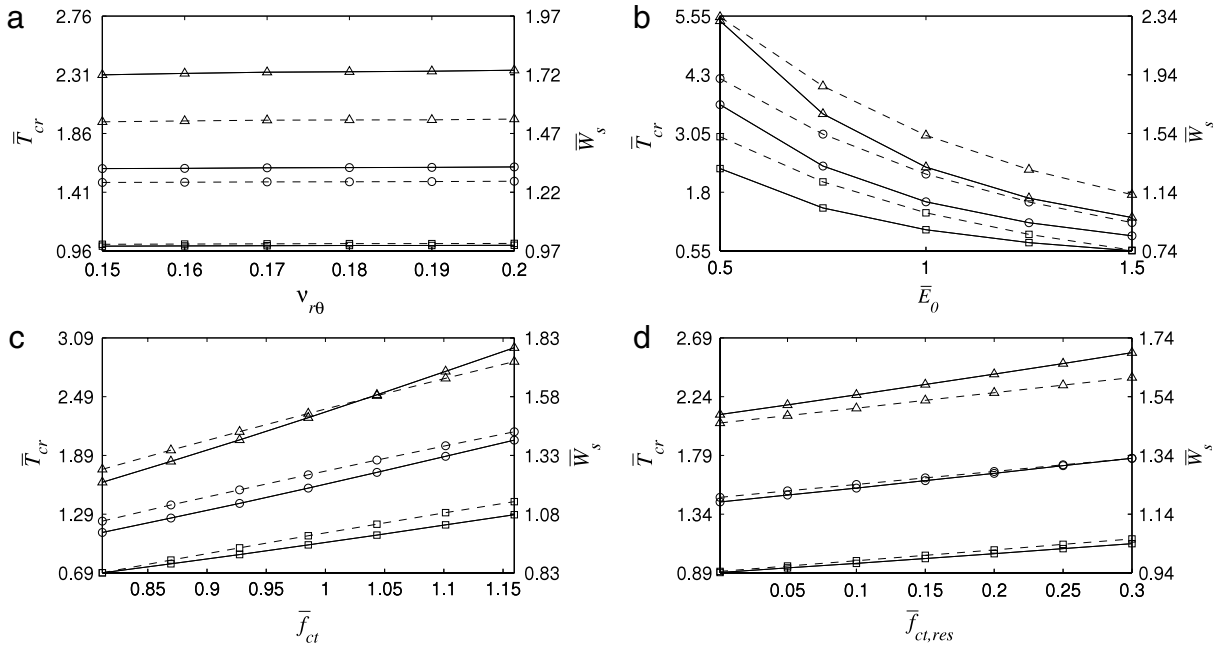 a
2.76
2.31
1.86
1.41
0.96
T̅cr
1.97
1.72
1.47
1.22
0.97
W̅s
0.15 0.16 0.17 0.18 0.19 0.2
νrθ
b
5.55
4.3
3.05
1.8
0.55
T̅cr
2.34
1.94
1.54
1.14
0.74
W̅s
0.5 1 1.5
E̅0
c
3.09
2.49
1.89
1.29
0.69
T̅cr
1.83
1.58
1.33
1.08
0.83
W̅s
0.85 0.9 0.95 1 1.05 1.1 1.15
f̅ct
d
2.69
2.24
1.79
1.34
0.89
T̅cr
1.74
1.54
1.34
1.14
0.94
W̅s
0.05 0.1 0.15 0.2 0.25 0.3
f̅ct,res